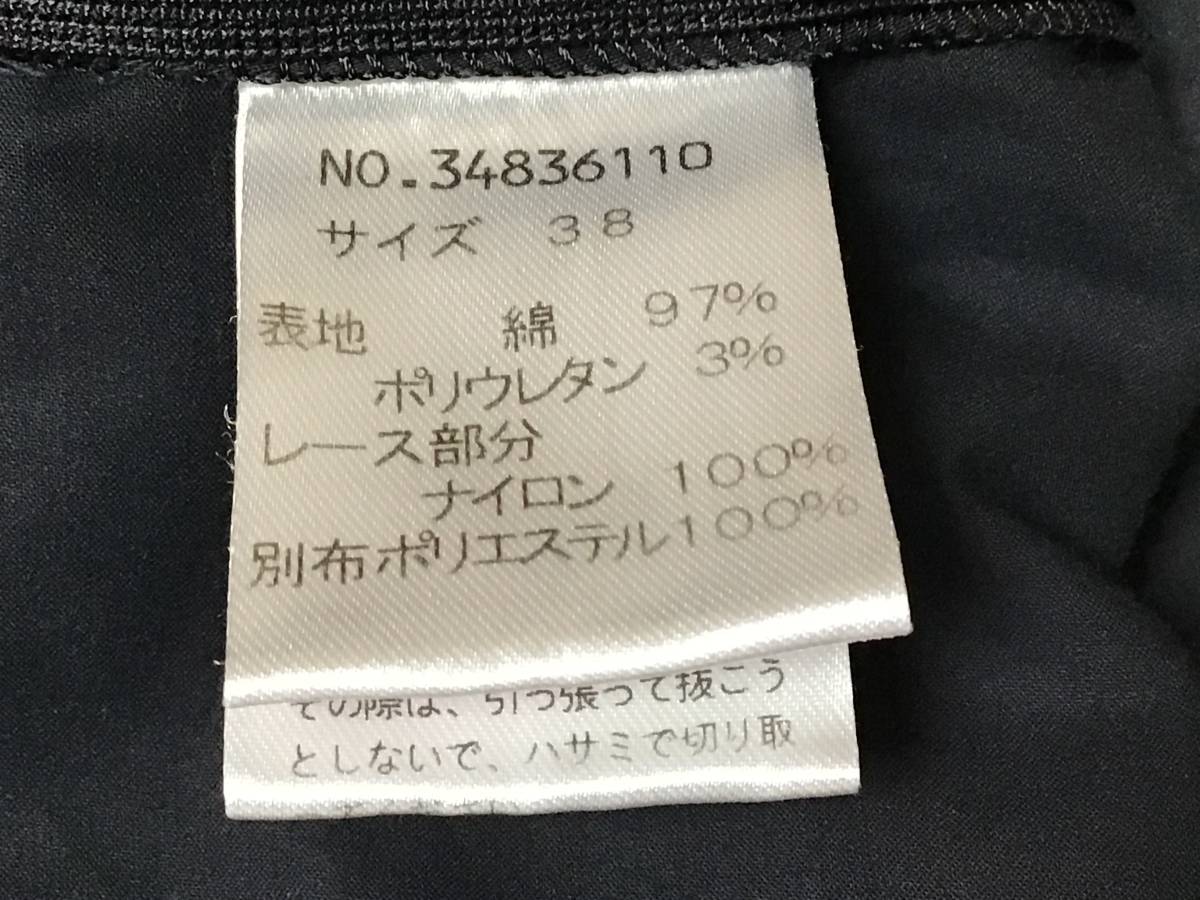 NO.34836110
サイズ 38
表地 綿 97%
ポリウレタン 3%
レース部分
ナイロン 100%
別布ポリエステル100%
その際は、引っ張って抜こう
としないで、ハサミで切り取